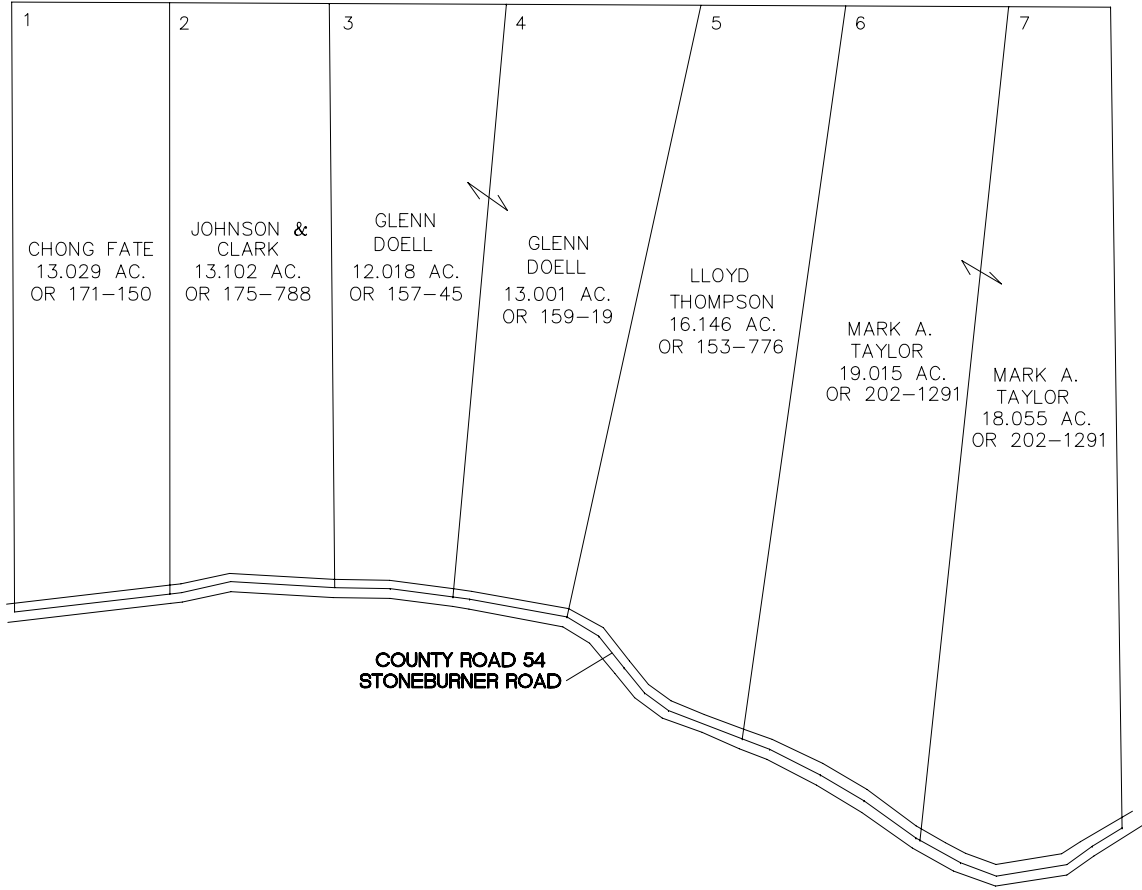 1
2
3
4
5
6
7
CHONG FATE
13.029 AC.
OR 171-150
JOHNSON &
CLARK
13.102 AC.
OR 175-788
GLENN
DOELL
12.018 AC.
OR 157-45
GLENN
DOELL
13.001 AC.
OR 159-19
LLOYD
THOMPSON
16.146 AC.
OR 153-776
MARK A.
TAYLOR
19.015 AC.
OR 202-1291
MARK A.
TAYLOR
18.055 AC.
OR 202-1291
COUNTY ROAD 54
STONEBURNER ROAD